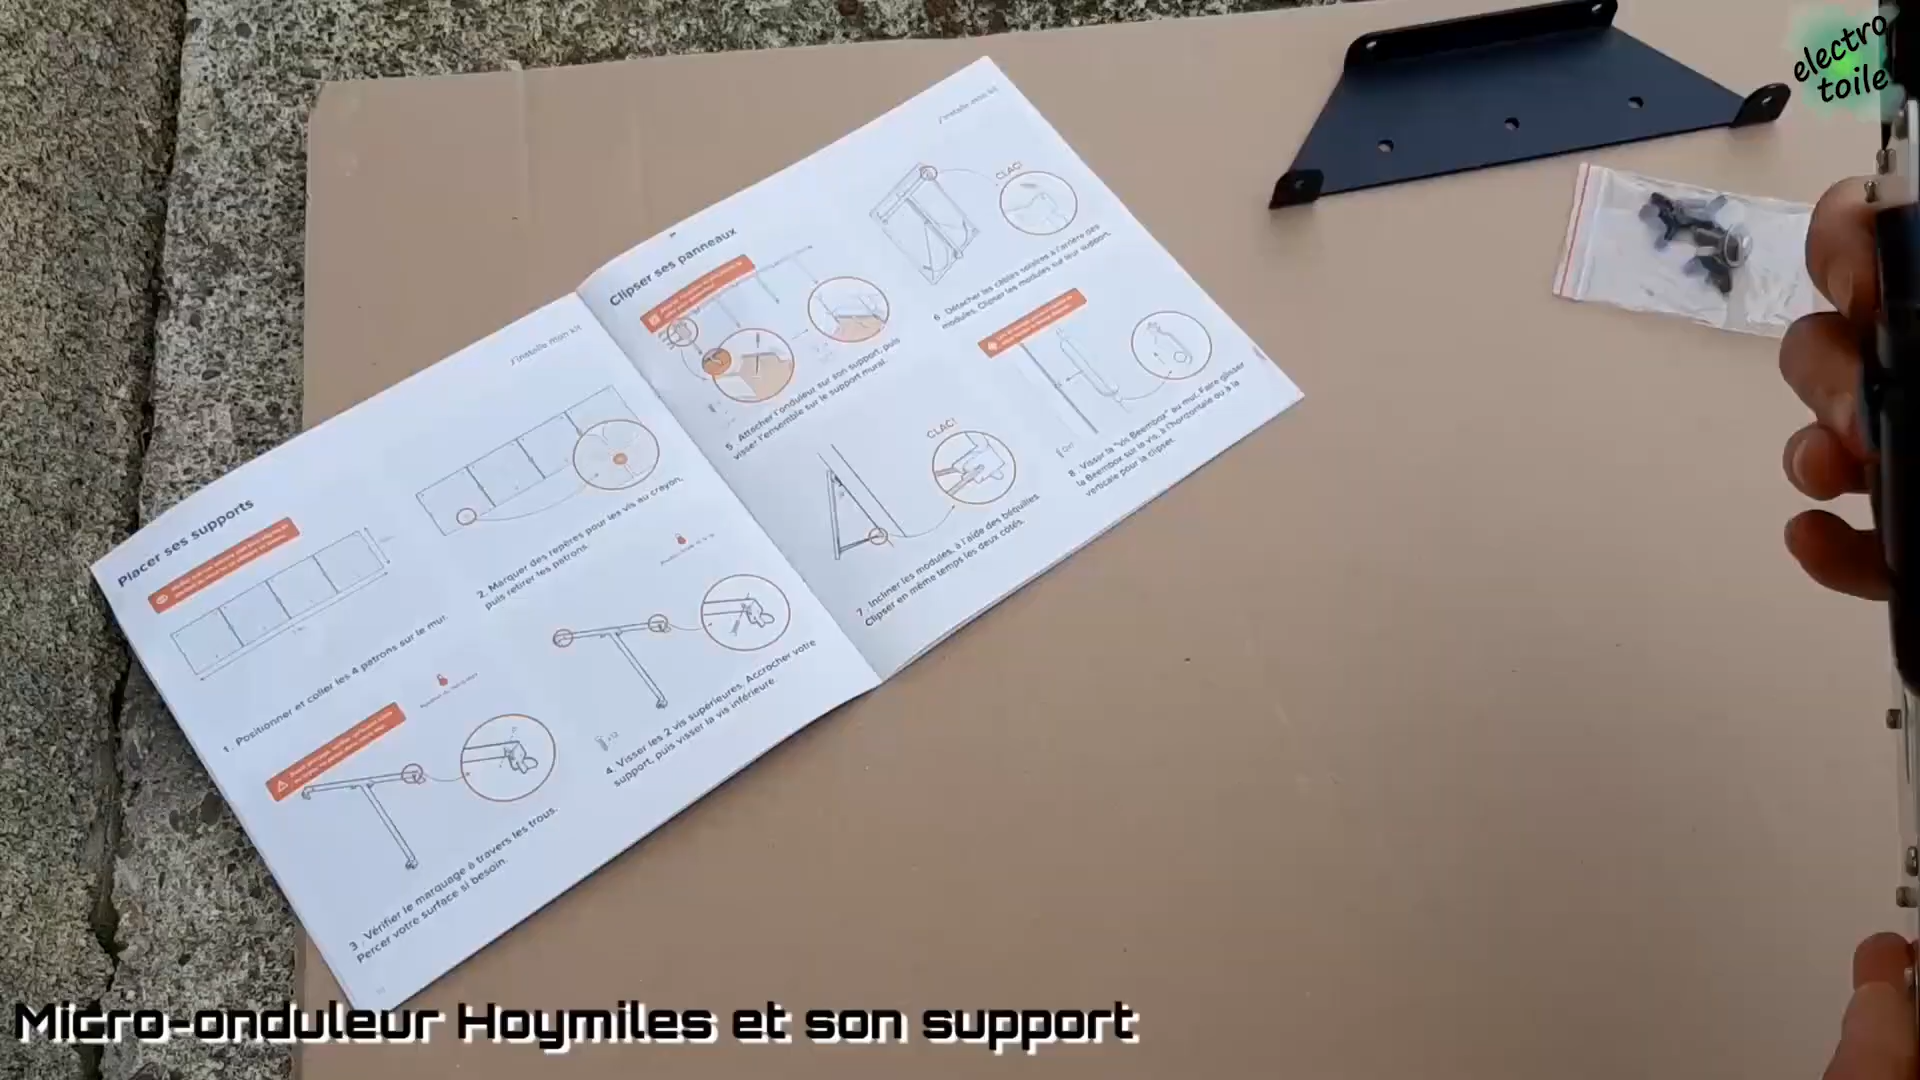 electro
toile
J'installe mon kit
Placer ses supports
1. Positionner et coller les 4 patrons sur le mur.
2. Marquer des repères pour les vis au crayon,
puis retirer les patrons.
3. Vérifier le marquage à travers les trous.
Percer votre surface si besoin.
4. Visser les 2 vis supérieures. Accrocher votre
support, puis visser la vis inférieure.
J'installe mon kit
Clipser ses panneaux
5. Attacher l'onduleur sur son support, puis
visser l'ensemble sur le support mural.
CLAC!
6. Détacher les câbles solaires à l'arrière des
modules. Clipser les modules sur leur support.
CLAC!
7. Incliner les modules, à l'aide des béquilles.
Clipser en même temps les deux côtés.
8. Visser la "vis Beembox" au mur. Faire glisser
la Beembox sur la vis, à l'horizontale ou à la
verticale pour la clipser.
Micro-onduleur Hoymiles et son support